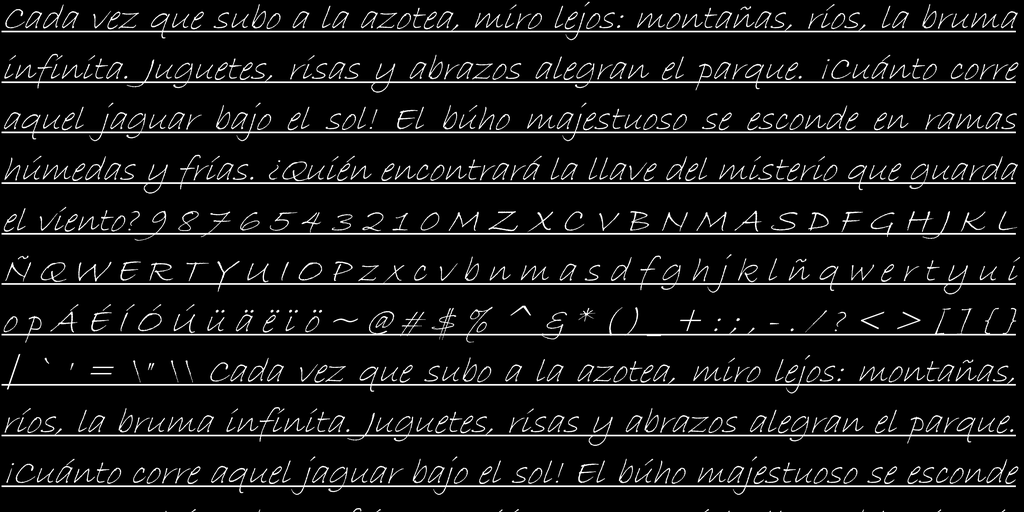 Cada vez que subo a la azotea, miro lejos: montañas, ríos, la bruma
infinita. Juguetes, risas y abrazos alegran el parque. ¡Cuánto corre
aquel jaguar bajo el sol! El búho majestuoso se esconde en ramas
húmedas y frías. ¿Quién encontrará la llave del misterio que guarda
el viento? 9 8 7 6 5 4 3 2 1 0 M Z X C V B N M A S D F G H J K L
Ñ Q W E R T Y U I O P z x c v b n m a s d f g h j k l ñ q w e r t y u i
o p Á É Í Ó Ú ü ä ë ï ö ~ @ # $ % ^ & * ( ) _ + : ; , - . / ? < > [ ] { }
| ` ' = \" \\ Cada vez que subo a la azotea, miro lejos: montañas,
ríos, la bruma infinita. Juguetes, risas y abrazos alegran el parque.
¡Cuánto corre aquel jaguar bajo el sol! El búho majestuoso se esconde